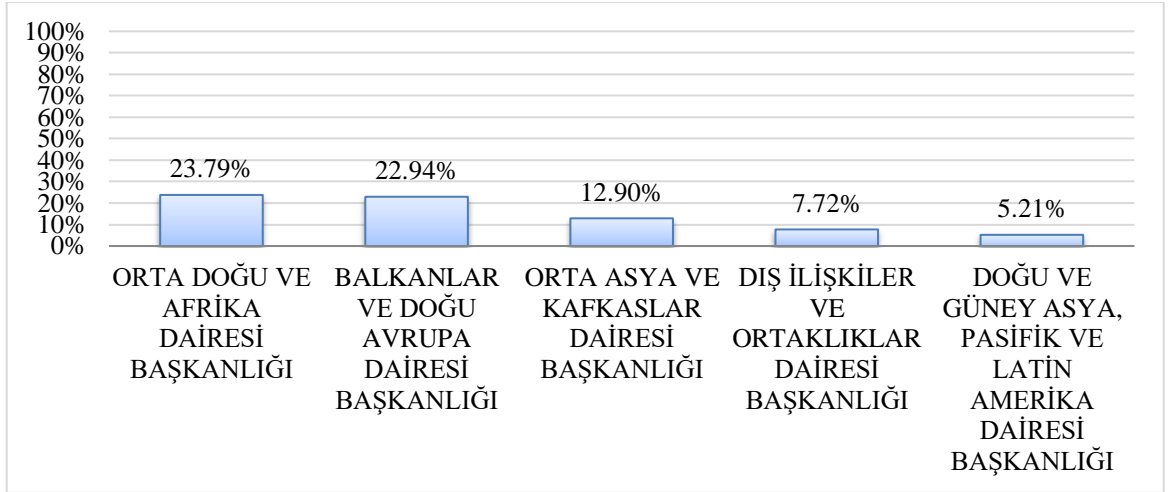 100%
90%
80%
70%
60%
50%
40%
30%
20%
10%
0%
23.79%
22.94%
12.90%
7.72%
5.21%
ORTA DOĞU VE
AFRİKA
DAİRESİ
BAŞKANLIĞI
BALKANLAR
VE DOĞU
AVRUPA
DAİRESİ
BAŞKANLIĞI
ORTA ASYA VE
KAFKASLAR
DAİRESİ
BAŞKANLIĞI
DIŞ İLİŞKİLER
VE
ORTAKLIKLAR
DAİRESİ
BAŞKANLIĞI
DOĞU VE
GÜNEY ASYA,
PASİFİK VE
LATİN
AMERİKA
DAİRESİ
BAŞKANLIĞI